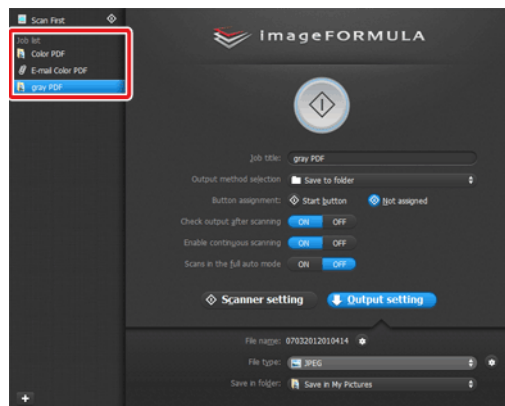 Scan First
Job list
Color PDF
E-mail Color PDF
gray PDF
imageFORMULA
Job title: gray PDF
Output method selection Save to folder
Button assignment: Start button Not assigned
Check output after scanning ON OFF
Enable continuous scanning ON OFF
Scans in the full auto mode ON OFF
Scanner setting Output setting
File name: 07032012010414
File type: JPEG
Save in folder: Save in My Pictures